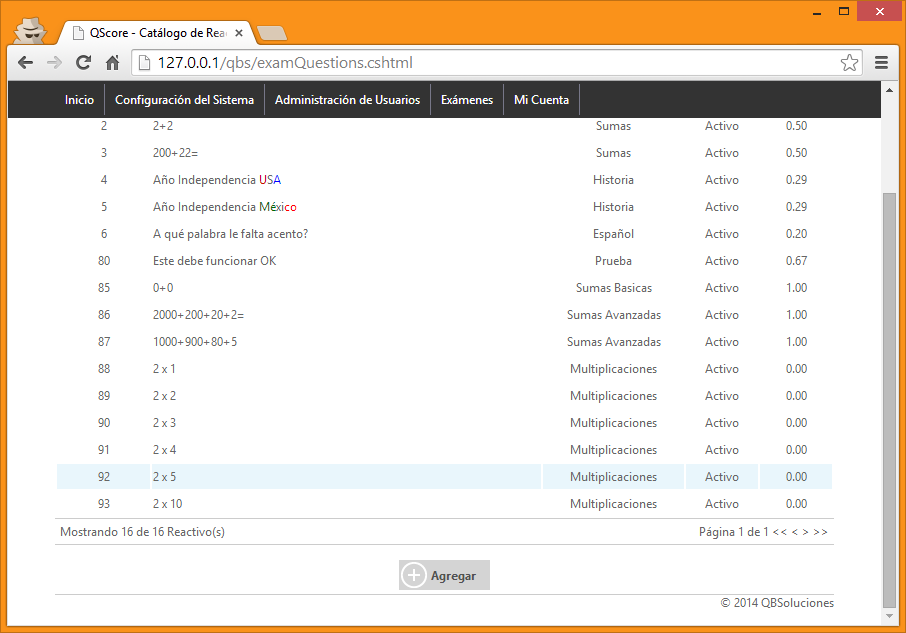 QScore - Catálogo de Rea
127.0.0.1/qbs/examQuestions.cshtml
Inicio Configuración del Sistema Administración de Usuarios Exámenes Mi Cuenta
2 2+2 Sumas Activo 0.50
3 200+22= Sumas Activo 0.50
4 Año Independencia USA Historia Activo 0.29
5 Año Independencia México Historia Activo 0.29
6 A qué palabra le falta acento? Español Activo 0.20
80 Este debe funcionar OK Prueba Activo 0.67
85 0+0 Sumas Basicas Activo 1.00
86 2000+200+20+2= Sumas Avanzadas Activo 1.00
87 1000+900+80+5 Sumas Avanzadas Activo 1.00
88 2 x 1 Multiplicaciones Activo 0.00
89 2 x 2 Multiplicaciones Activo 0.00
90 2 x 3 Multiplicaciones Activo 0.00
91 2 x 4 Multiplicaciones Activo 0.00
92 2 x 5 Multiplicaciones Activo 0.00
93 2 x 10 Multiplicaciones Activo 0.00
Mostrando 16 de 16 Reactivo(s) Página 1 de 1 << < > >>
Agregar
© 2014 QBSoluciones